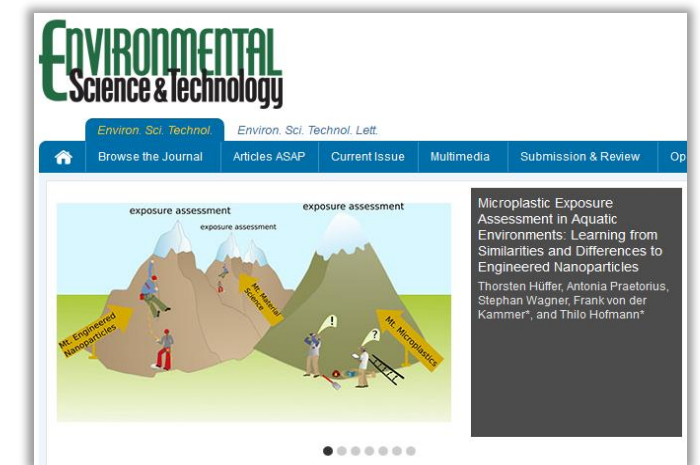 Environmental
Science & Technology
Environ. Sci. Technol. Environ. Sci. Technol. Lett.
Browse the Journal Articles ASAP Current Issue Multimedia Submission & Review Op
exposure assessment
exposure assessment
exposure assessment
Mt. Engineered
Nanoparticles
Mt. Material
Science
!
?
Mt. Microplastics
Microplastic Exposure
Assessment in Aquatic
Environments: Learning from
Similarities and Differences to
Engineered Nanoparticles
Thorsten Hüffer, Antonia Praetorius,
Stephan Wagner, Frank von der
Kammer*, and Thilo Hofmann*